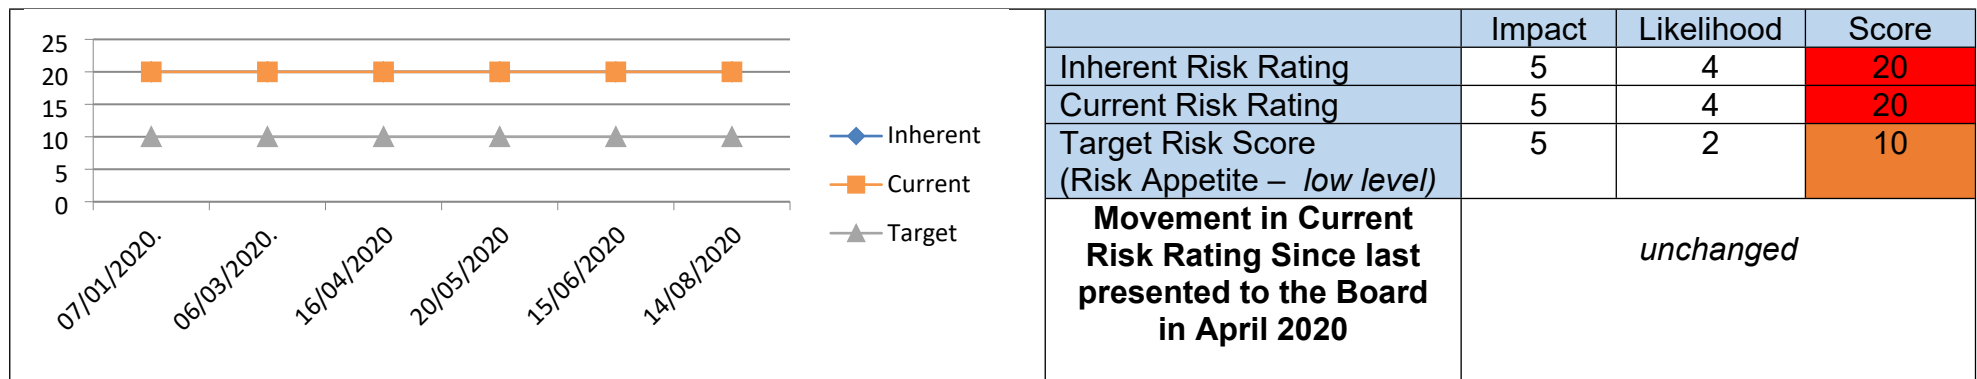 25
20
15
10
5
0
07/01/2020.
06/03/2020.
16/04/2020
20/05/2020
15/06/2020
14/08/2020
Inherent
Current
Target
Impact Likelihood Score
Inherent Risk Rating 5 4 20
Current Risk Rating 5 4 20
Target Risk Score 5 2 10
(Risk Appetite – low level)
Movement in Current
Risk Rating Since last
presented to the Board
in April 2020
unchanged